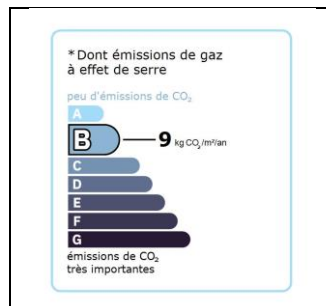 *Dont émissions de gaz
à effet de serre
peu d'émissions de CO₂
A
B 9 kg CO₂/m²/an
C
D
E
F
G
émissions de CO₂
très importantes